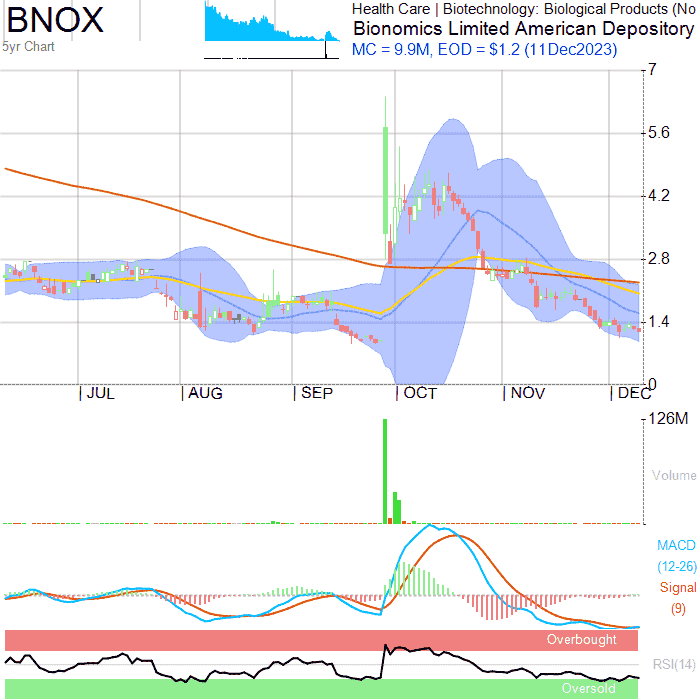 BNOX
5yr Chart
Health Care | Biotechnology: Biological Products (No
Bionomics Limited American Depository
MC = 9.9M, EOD = $1.2 (11Dec2023)
7
5.6
4.2
2.8
1.4
0
JUL AUG SEP OCT NOV DEC
126M
Volume
MACD
(12-26)
Signal
(9)
Overbought
RSI(14)
Oversold